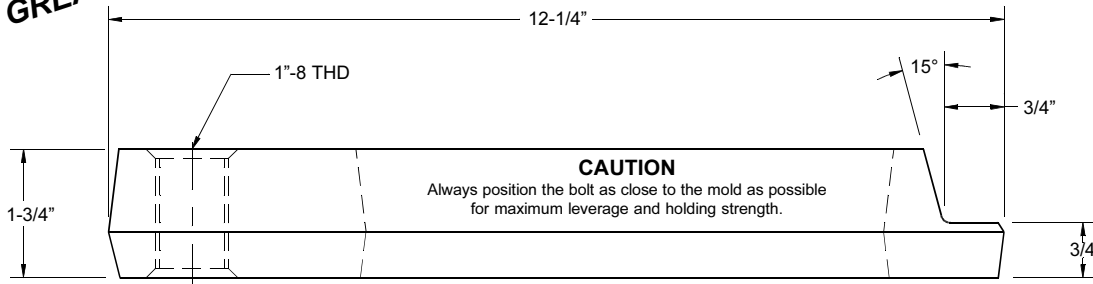 12-1/4”
1”-8 THD
15°
3/4”
CAUTION
Always position the bolt as close to the mold as possible
for maximum leverage and holding strength.
1-3/4”
3/4